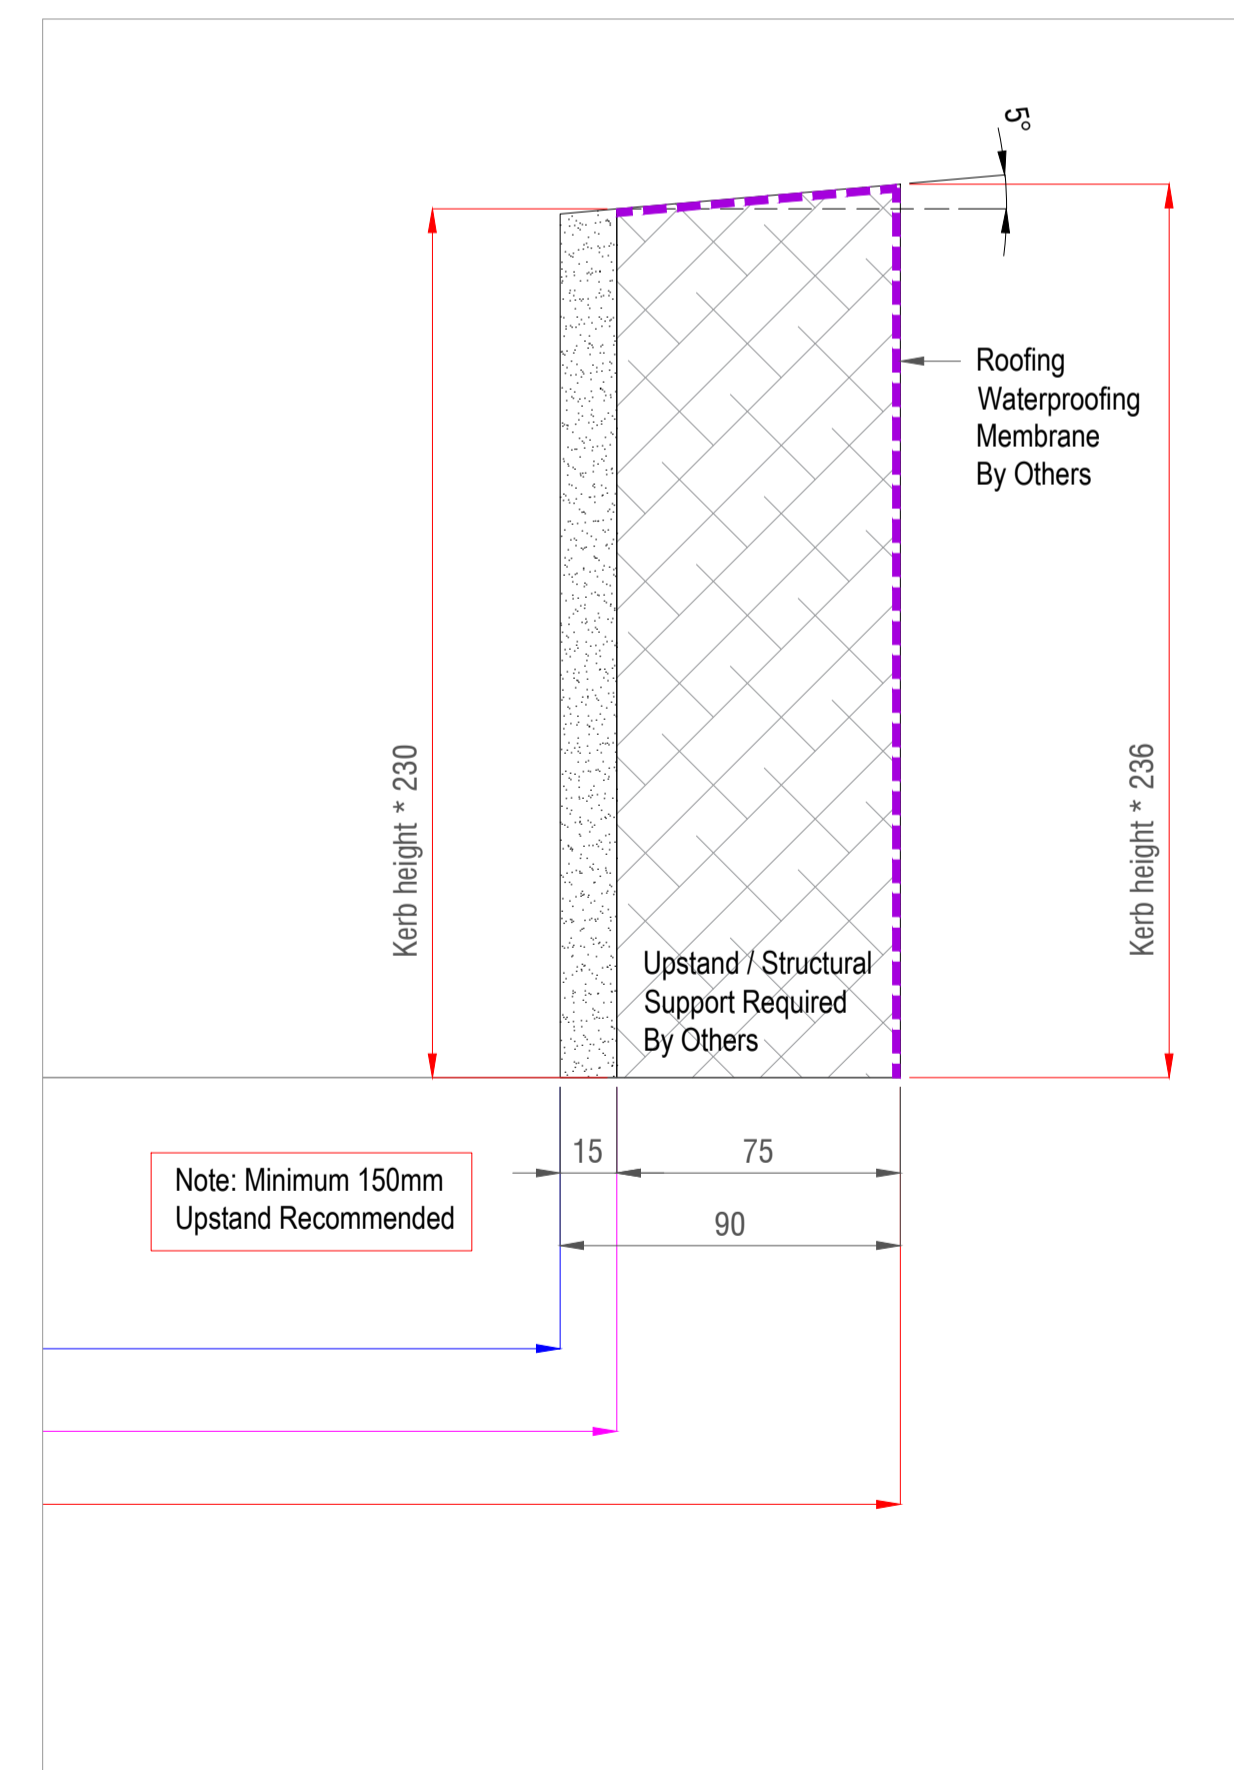 5°
Roofing
Waterproofing
Membrane
By Others
Kerb height * 230
Kerb height * 236
Upstand / Structural
Support Required
By Others
15
75
90
Note: Minimum 150mm
Upstand Recommended